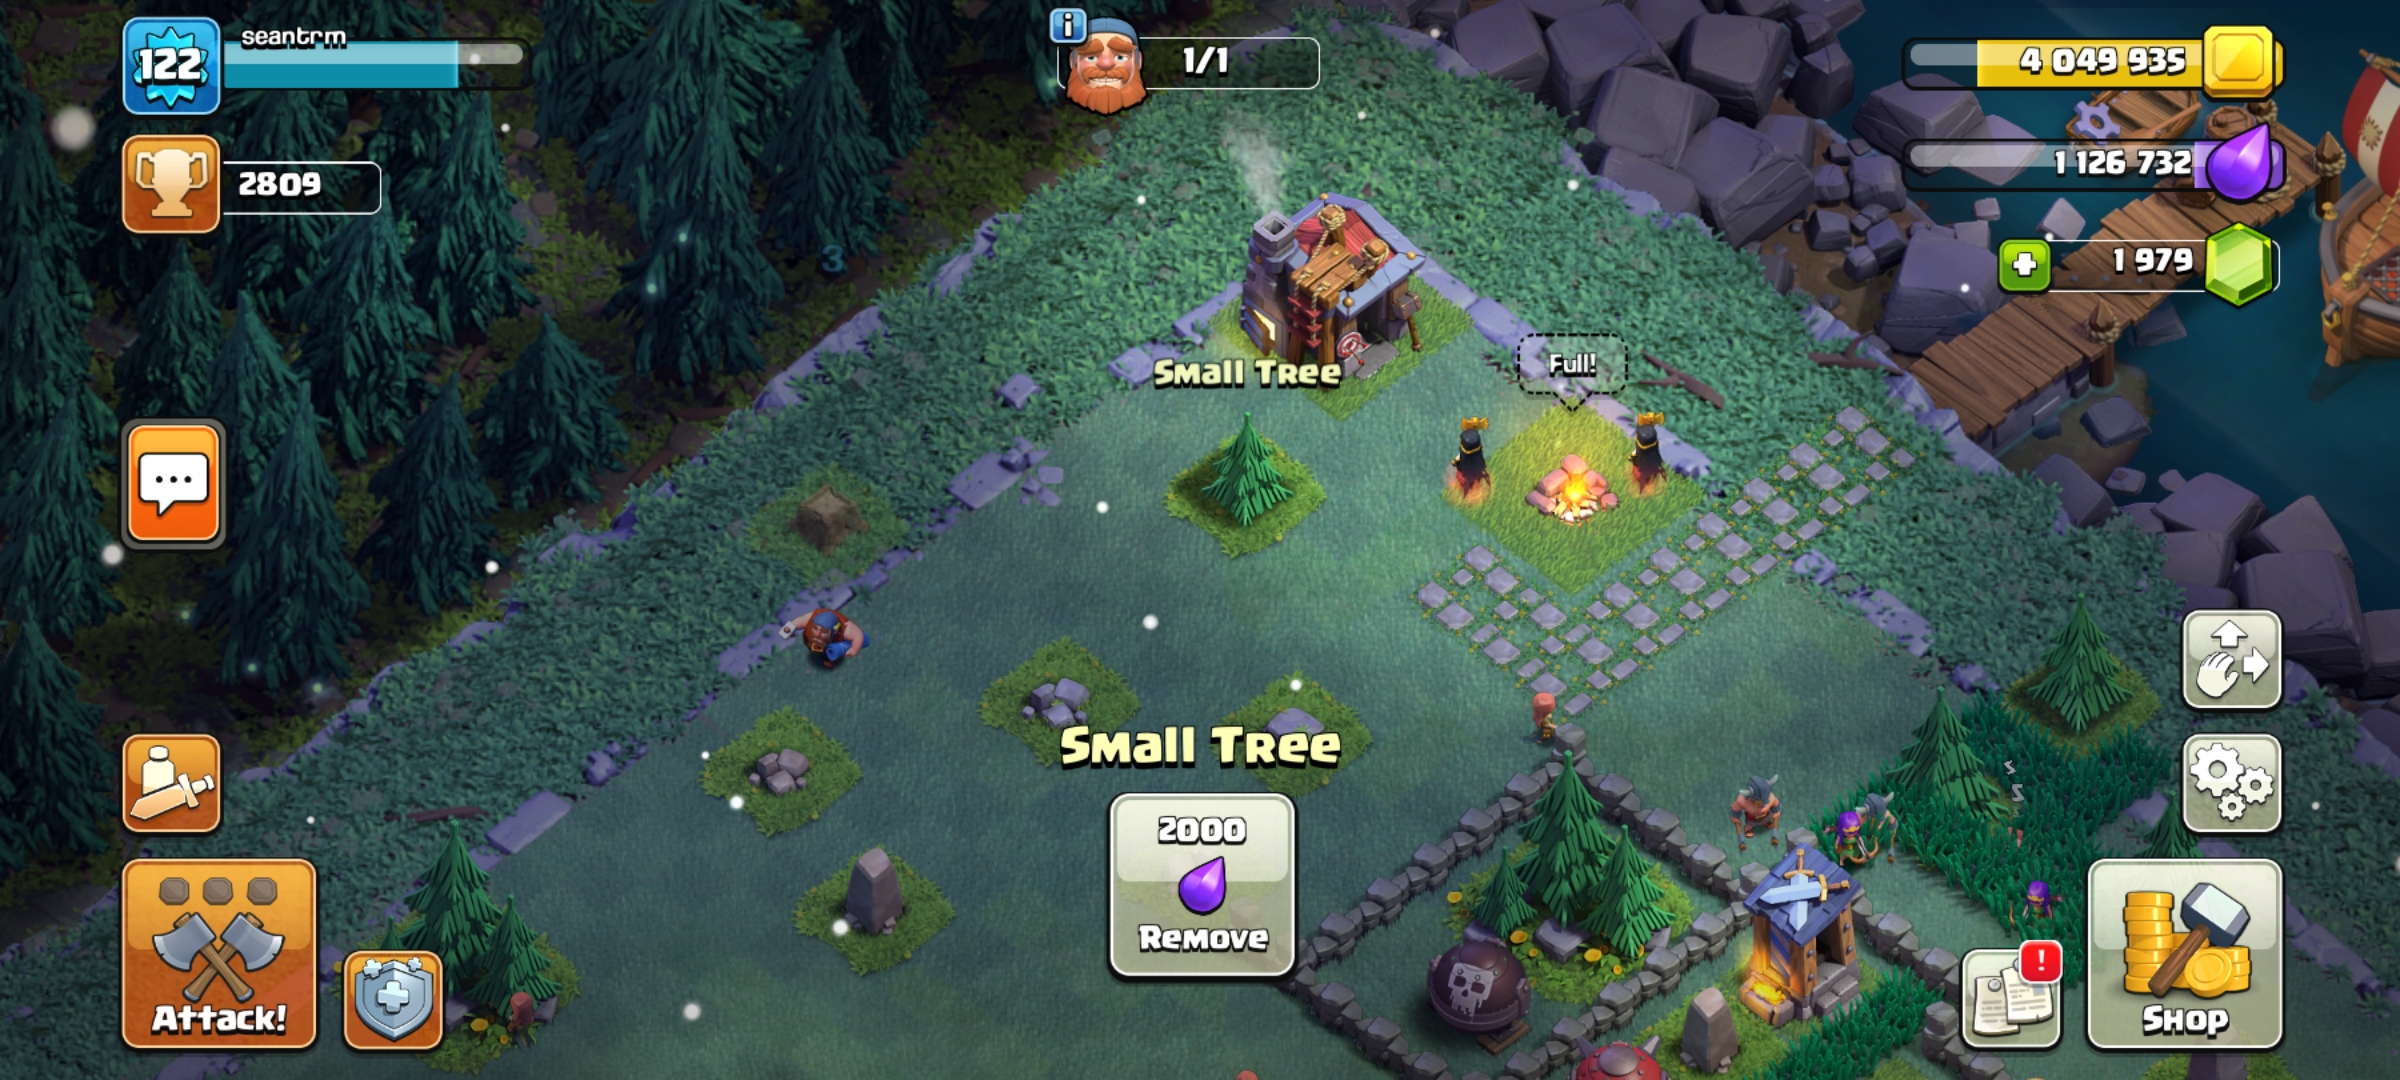 122
seantrm
i
1/1
4 049 935
2809
1 126 732
1 979
Small Tree
Full!
Small Tree
2000
Remove
Attack!
!
Shop